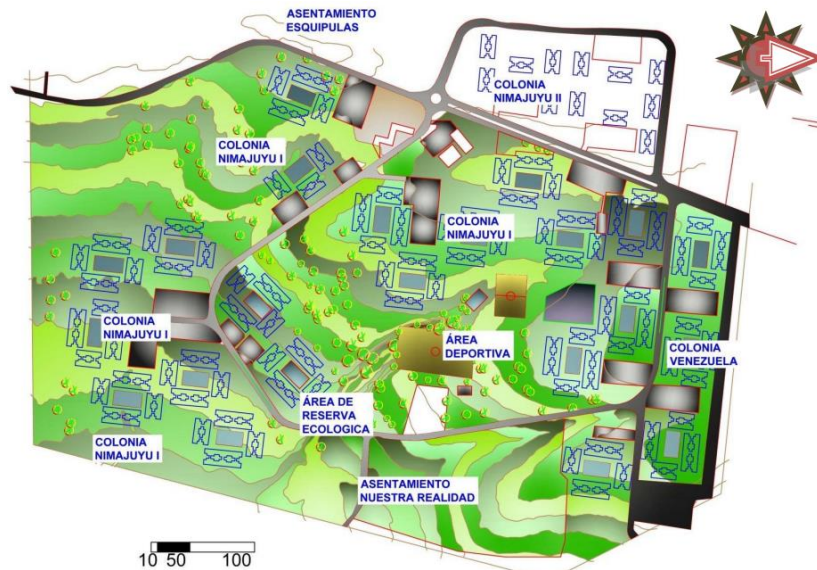 ASENTAMIENTO
ESQUIPULAS
COLONIA
NIMAJUYU II
COLONIA
NIMAJUYU I
COLONIA
NIMAJUYU I
COLONIA
NIMAJUYU I
ÁREA
DEPORTIVA
COLONIA
VENEZUELA
ÁREA DE
RESERVA
ECOLOGICA
COLONIA
NIMAJUYU I
ASENTAMIENTO
NUESTRA REALIDAD
10 50 100